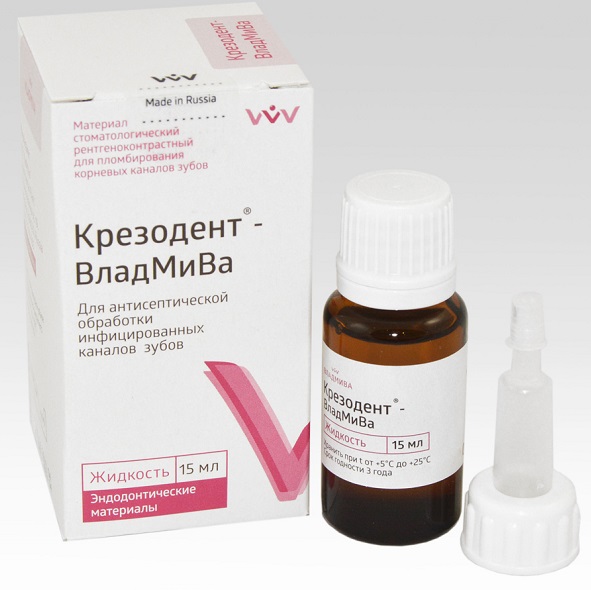 Крезодент-
ВладМиВа
Made in Russia
Материал
стоматологический
рентгеноконтрастный
для пломбирования
корневых каналов зубов
Крезодент®-
ВладМиВа
Для антисептической
обработки
инфицированных
каналов зубов
Жидкость 15 мл
Эндодонтические
материалы
ВЛАДМИВА
Крезодент®-
ВладМиВа
Жидкость 15 мл
Хранить при t от +5°C до +25°C
Срок годности 3 года